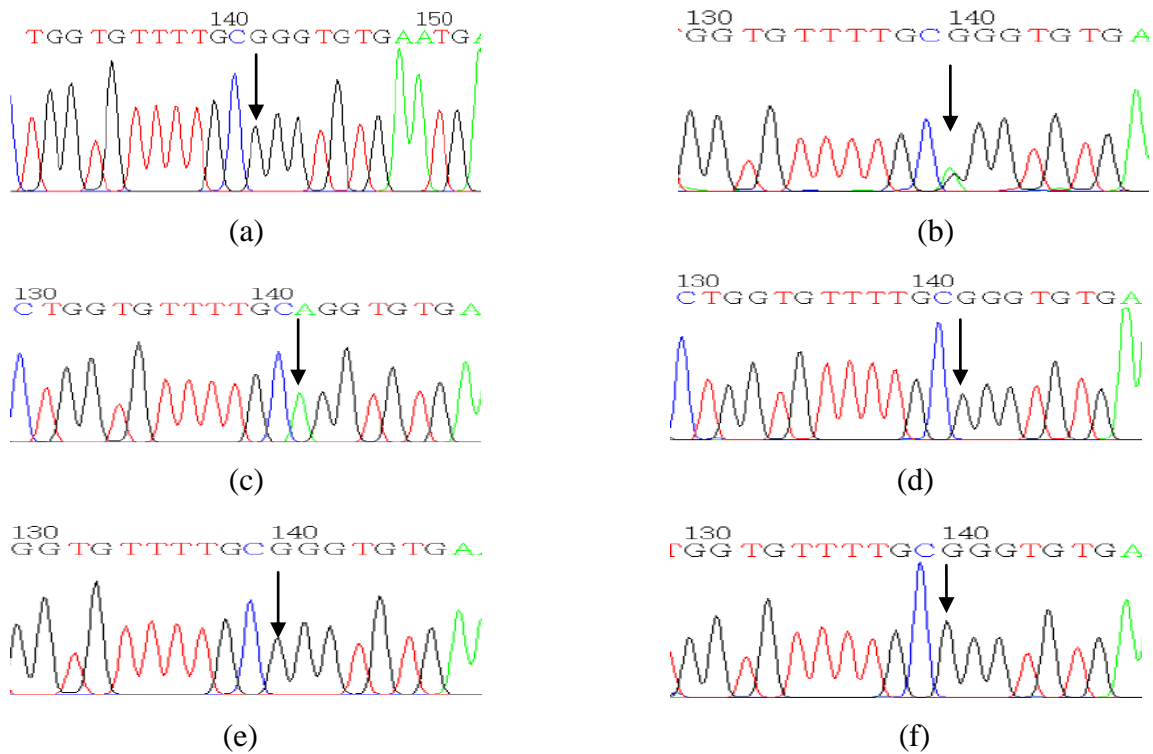 140 150
TGGTGTTTTGCGGGTGTGAATGA
(a)
130 140
GGTGTTTTGCGGGTGTGA
(b)
130 140
CTGGTGTTTTGCAGGTGTGA
(c)
130 140
CTGGTGTTTTGCGGGTGTGA
(d)
130 140
GGTGTTTTGCGGGTGTGA
(e)
130 140
TGGTGTTTTGCGGGTGTGA
(f)